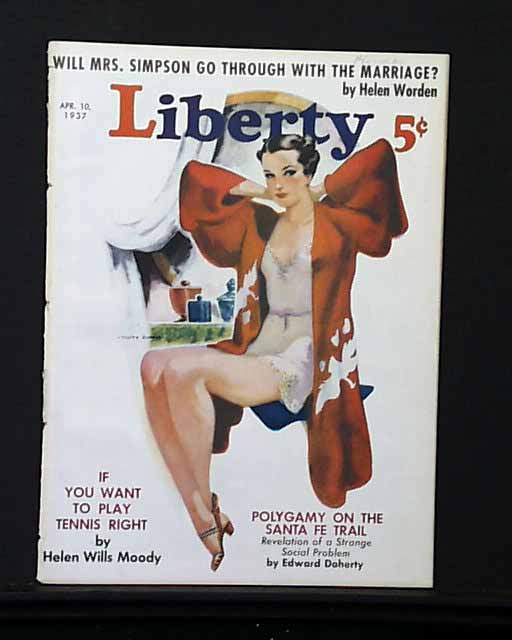 WILL MRS. SIMPSON GO THROUGH WITH THE MARRIAGE?
by Helen Worden
APR. 10,
1937
Liberty
5¢
IF
YOU WANT
TO PLAY
TENNIS RIGHT
by
Helen Wills Moody
POLYGAMY ON THE
SANTA FE TRAIL
Revelation of a Strange
Social Problem
by Edward Doherty